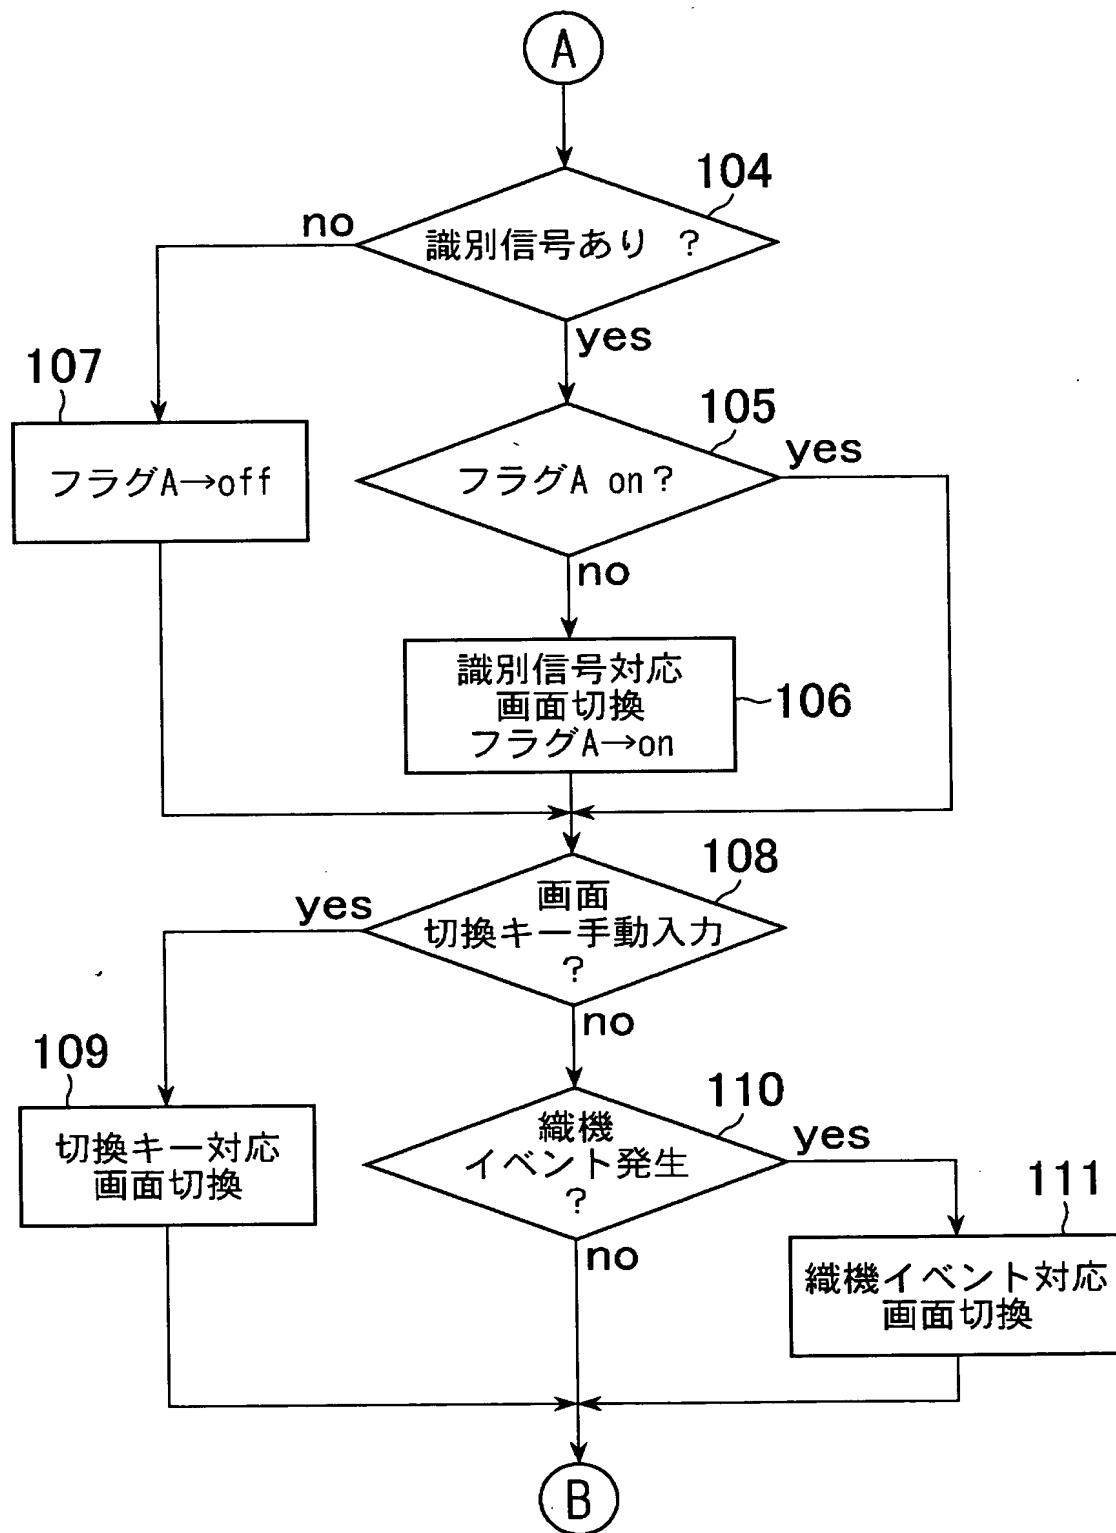 A
104
no
識別信号あり ?
yes
107
105
yes
フラグA→off
フラグA on?
no
識別信号対応
画面切換
フラグA→on
106
108
yes
画面
切換キー手動入力
?
no
109
110
切換キー対応
画面切換
織機
イベント発生
?
yes
111
no
織機イベント対応
画面切換
B